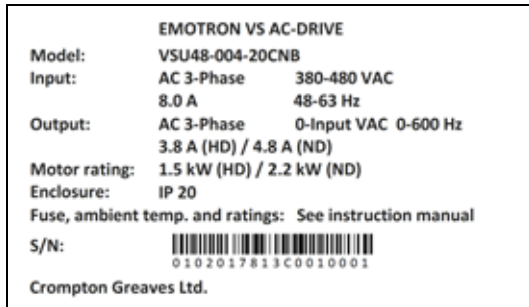 EMOTRON VS AC-DRIVE
Model: VSU48-004-20CNB
Input: AC 3-Phase 380-480 VAC
8.0 A 48-63 Hz
Output: AC 3-Phase 0-Input VAC 0-600 Hz
3.8 A (HD) / 4.8 A (ND)
Motor rating: 1.5 kW (HD) / 2.2 kW (ND)
Enclosure: IP 20
Fuse, ambient temp. and ratings: See instruction manual
S/N:
0102017813C0010001
Crompton Greaves Ltd.